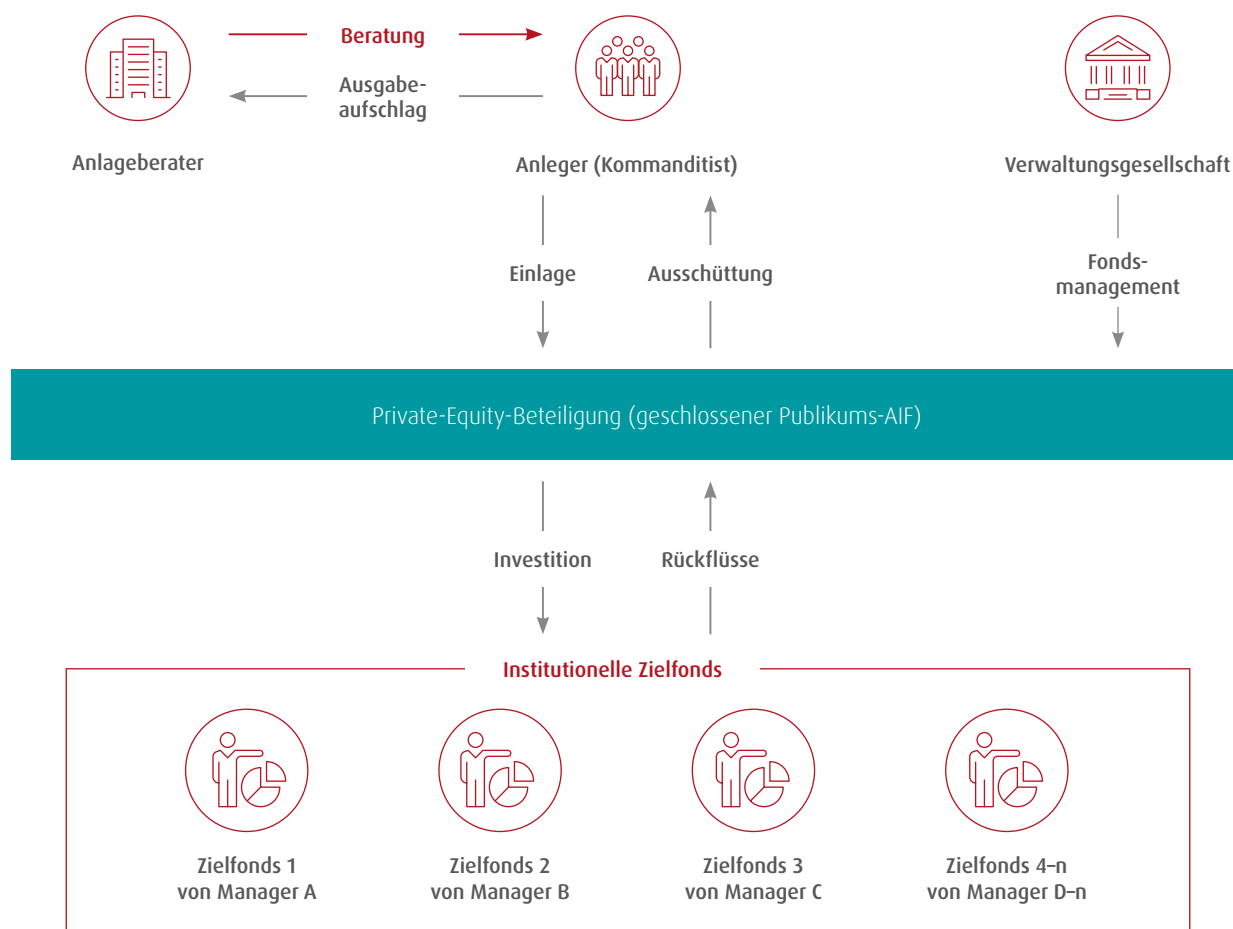 Beratung
Ausgabe-
aufschlag
Anlageberater
Anleger (Kommanditist)
Verwaltungsgesellschaft
Einlage
Ausschüttung
Fonds-
management
Private-Equity-Beteiligung (geschlossener Publikums-AIF)
Investition
Rückflüsse
Institutionelle Zielfonds
Zielfonds 1
von Manager A
Zielfonds 2
von Manager B
Zielfonds 3
von Manager C
Zielfonds 4–n
von Manager D–n